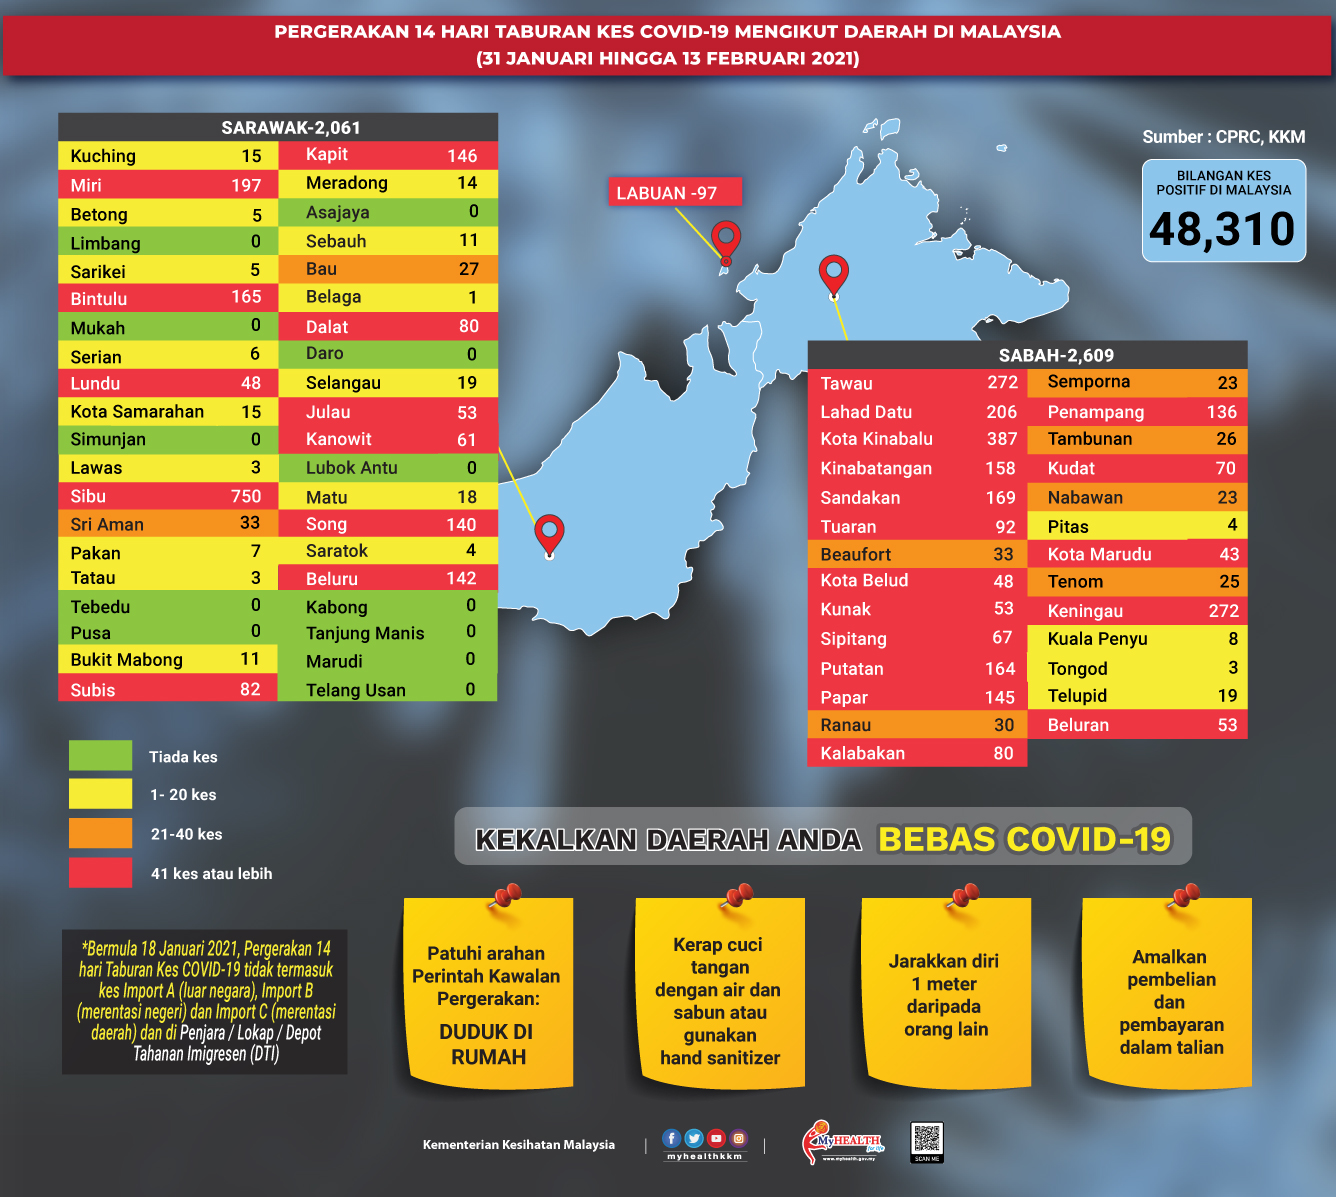 PERGERAKAN 14 HARI TABURAN KES COVID-19 MENGIKUT DAERAH DI MALAYSIA
(31 JANUARI HINGGA 13 FEBRUARI 2021)
Sumber : CPRC, KKM
BILANGAN KES
POSITIF DI MALAYSIA
48,310
LABUAN -97
SARAWAK-2,061
Kuching 15
Miri 197
Betong 5
Limbang 0
Sarikei 5
Bintulu 165
Mukah 0
Serian 6
Lundu 48
Kota Samarahan 15
Simunjan 0
Lawas 3
Sibu 750
Sri Aman 33
Pakan 7
Tatau 3
Tebedu 0
Pusa 0
Bukit Mabong 11
Subis 82
Kapit 146
Meradong 14
Asajaya 0
Sebauh 11
Bau 27
Belaga 1
Dalat 80
Daro 0
Selangau 19
Julau 53
Kanowit 61
Lubok Antu 0
Matu 18
Song 140
Saratok 4
Beluru 142
Kabong 0
Tanjung Manis 0
Marudi 0
Telang Usan 0
SABAH-2,609
Tawau 272
Lahad Datu 206
Kota Kinabalu 387
Kinabatangan 158
Sandakan 169
Tuaran 92
Beaufort 33
Kota Belud 48
Kunak 53
Sipitang 67
Putatan 164
Papar 145
Ranau 30
Kalabakan 80
Semporna 23
Penampang 136
Tambunan 26
Kudat 70
Nabawan 23
Pitas 4
Kota Marudu 43
Tenom 25
Keningau 272
Kuala Penyu 8
Tongod 3
Telupid 19
Beluran 53
Tiada kes
1- 20 kes
21-40 kes
41 kes atau lebih
*Bermula 18 Januari 2021, Pergerakan 14
hari Taburan Kes COVID-19 tidak termasuk
kes Import A (luar negara), Import B
(merentasi negeri) dan Import C (merentasi
daerah) dan di Penjara / Lokap / Depot
Tahanan Imigresen (DTI)
KEKALKAN DAERAH ANDA BEBAS COVID-19
Patuhi arahan
Perintah Kawalan
Pergerakan:
DUDUK DI
RUMAH
Kerap cuci
tangan
dengan air dan
sabun atau
gunakan
hand sanitizer
Jarakkan diri
1 meter
daripada
orang lain
Amalkan
pembelian
dan
pembayaran
dalam talian
Kementerian Kesihatan Malaysia
myhealthkkm
MyHEALTH
for life
www.myhealth.gov.my
SCAN ME